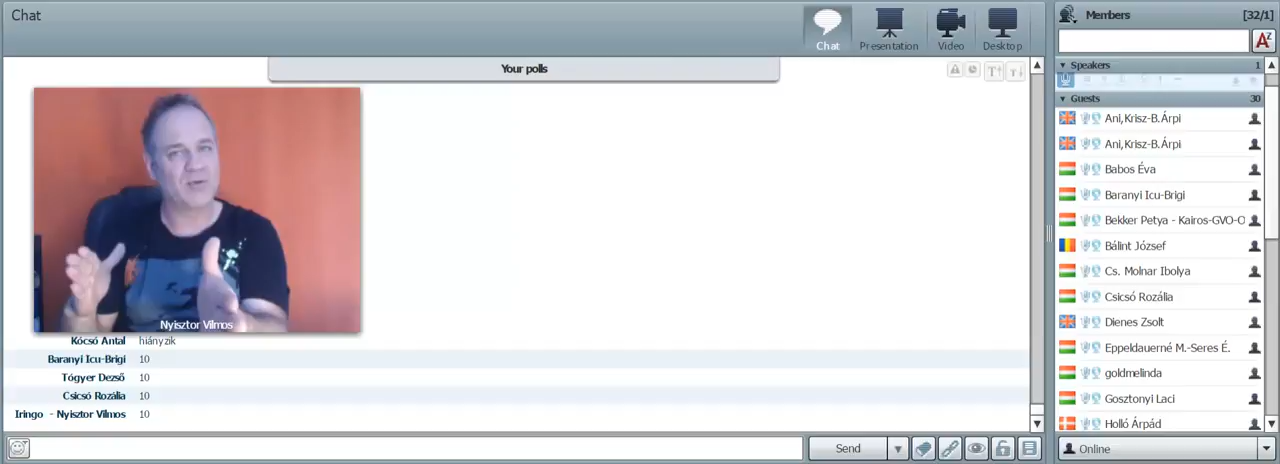 Chat
Chat
Presentation
Video
Desktop
Your polls
Nyisztor Vilmos
Kócsó Antal hiányzik
Baranyi Icu-Brigi 10
Tógyer Dezső 10
Csicsó Rozália 10
Iringo - Nyisztor Vilmos 10
Send
Members [32/1]
Speakers 1
Guests 30
Ani,Krisz-B.Árpi
Ani,Krisz-B.Árpi
Babos Éva
Baranyi Icu-Brigi
Bekker Petya - Kairos-GVO-O
Bálint József
Cs. Molnar Ibolya
Csicsó Rozália
Dienes Zsolt
Eppeldauerné M.-Seres É.
goldmelinda
Gosztonyi Laci
Holló Árpád
Online